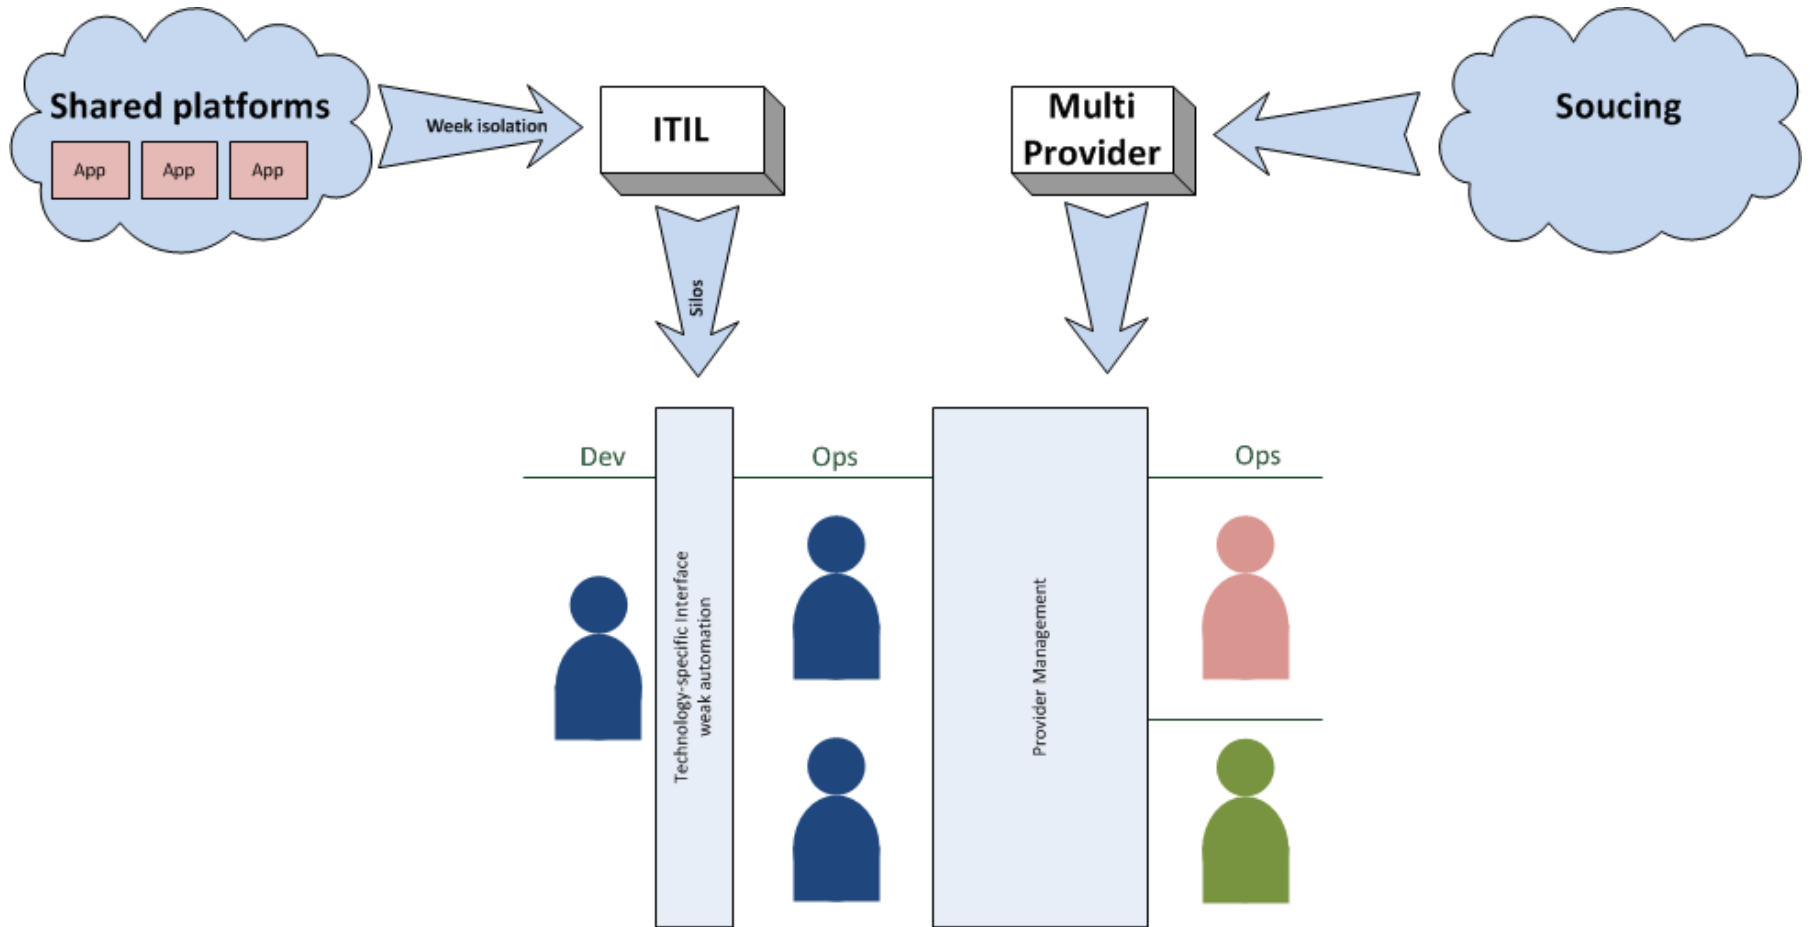 Shared platforms
App
App
App
Week isolation
ITIL
Multi
Provider
Soucing
Silos
Dev
Ops
Ops
Technology-specific Interface
weak automation
Provider Management